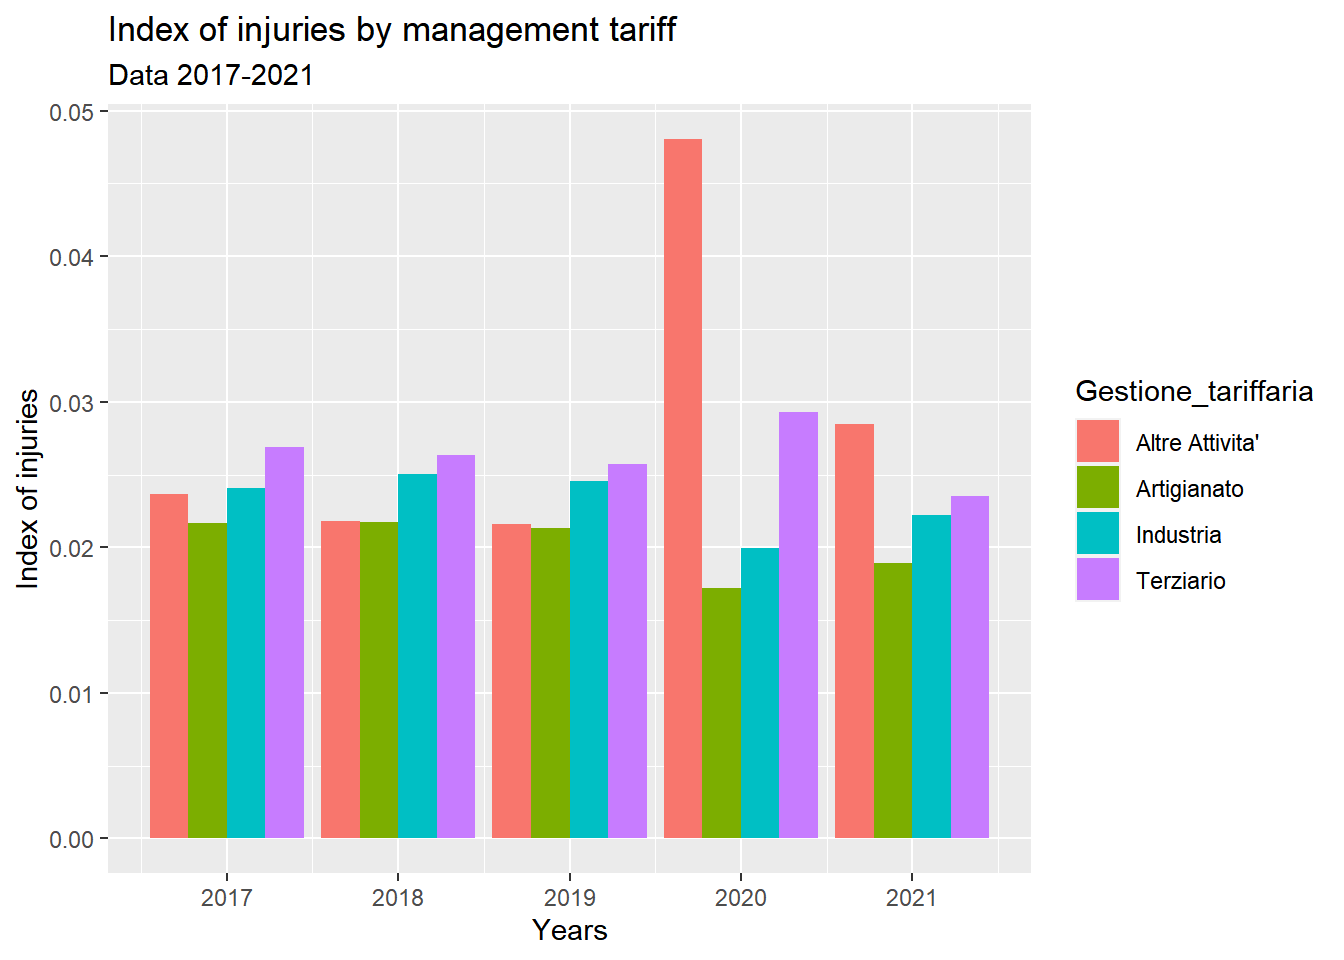 Index of injuries by management tariff
Data 2017-2021
0.05
0.04
0.03
0.02
0.01
0.00
Index of injuries
2017 2018 2019 2020 2021
Years
Gestione_tariffaria
Altre Attivita'
Artigianato
Industria
Terziario